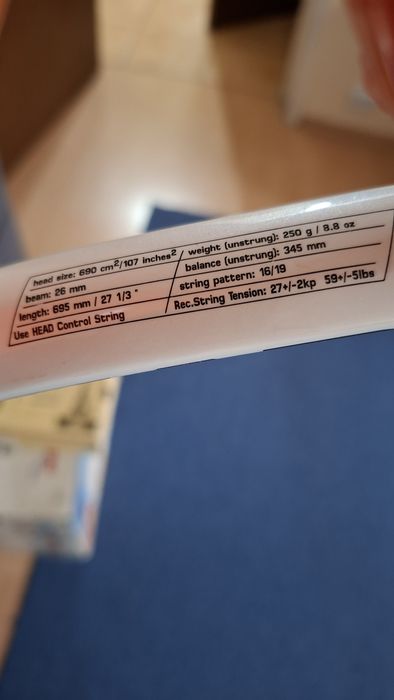 head size: 690 cm²/107 inches²
beam: 26 mm
length: 695 mm / 27 1/3 "
Use HEAD Control String
weight (unstrung): 250 g / 8.8 oz
balance (unstrung): 345 mm
string pattern: 16/19
Rec.String Tension: 27+/-2kp 59+/-5lbs